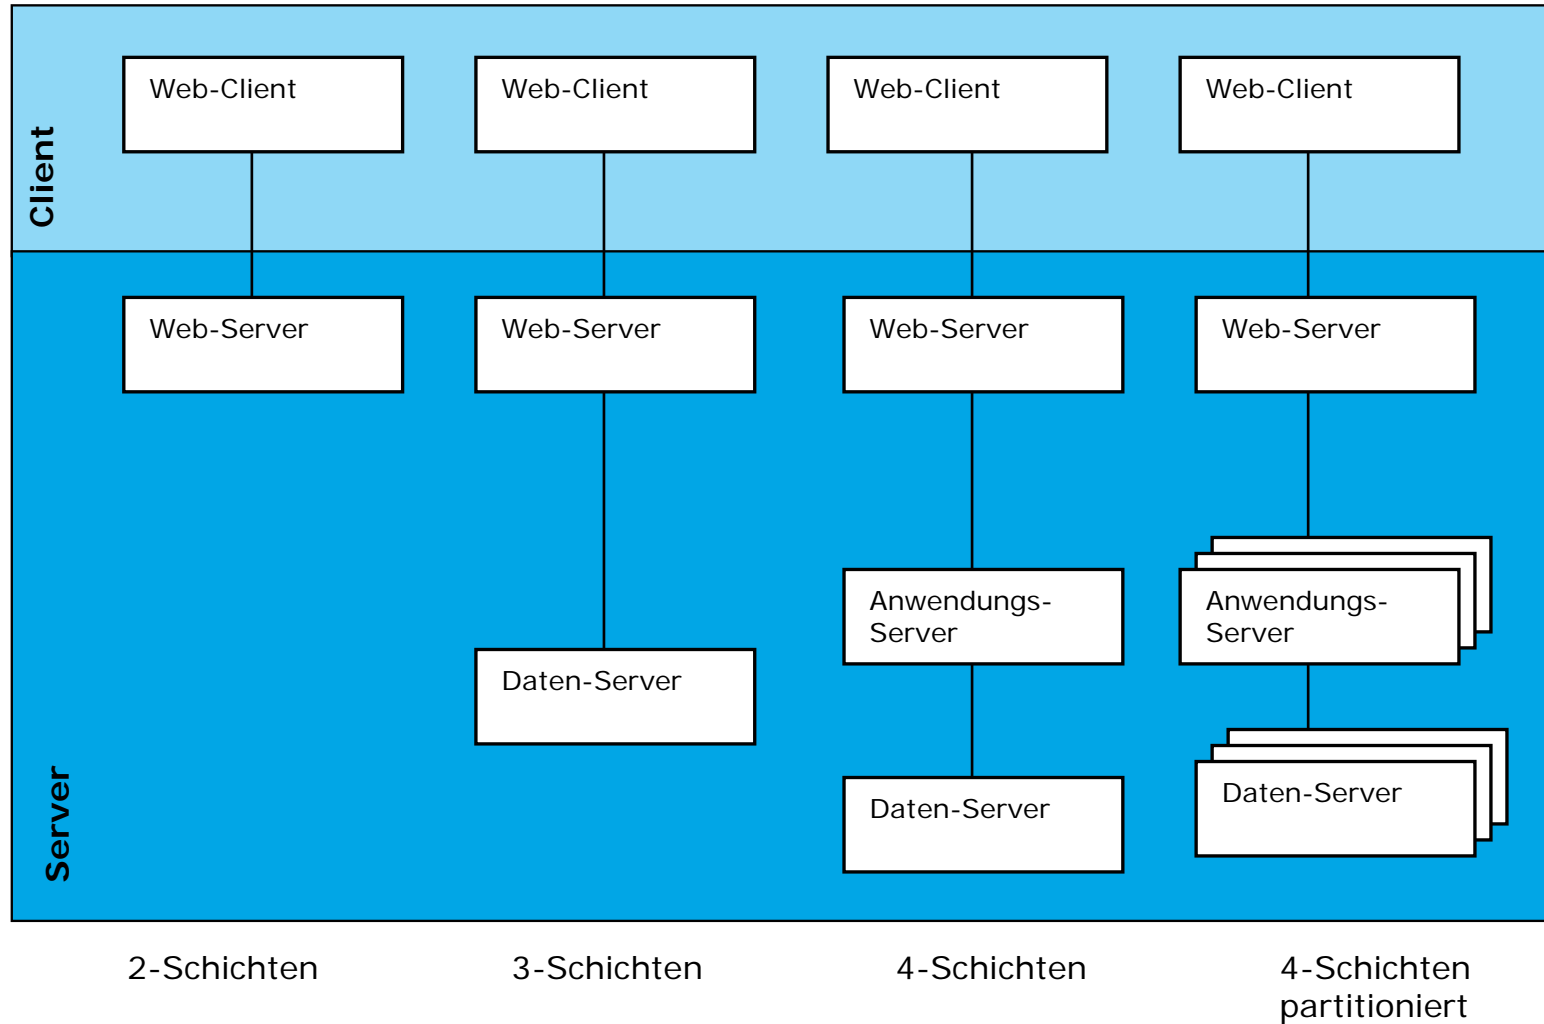 Client
Web-Client
Web-Client
Web-Client
Web-Client
Server
Web-Server
Web-Server
Web-Server
Web-Server
Anwendungs-
Server
Anwendungs-
Server
Daten-Server
Daten-Server
Daten-Server
2-Schichten
3-Schichten
4-Schichten
4-Schichten
partitioniert